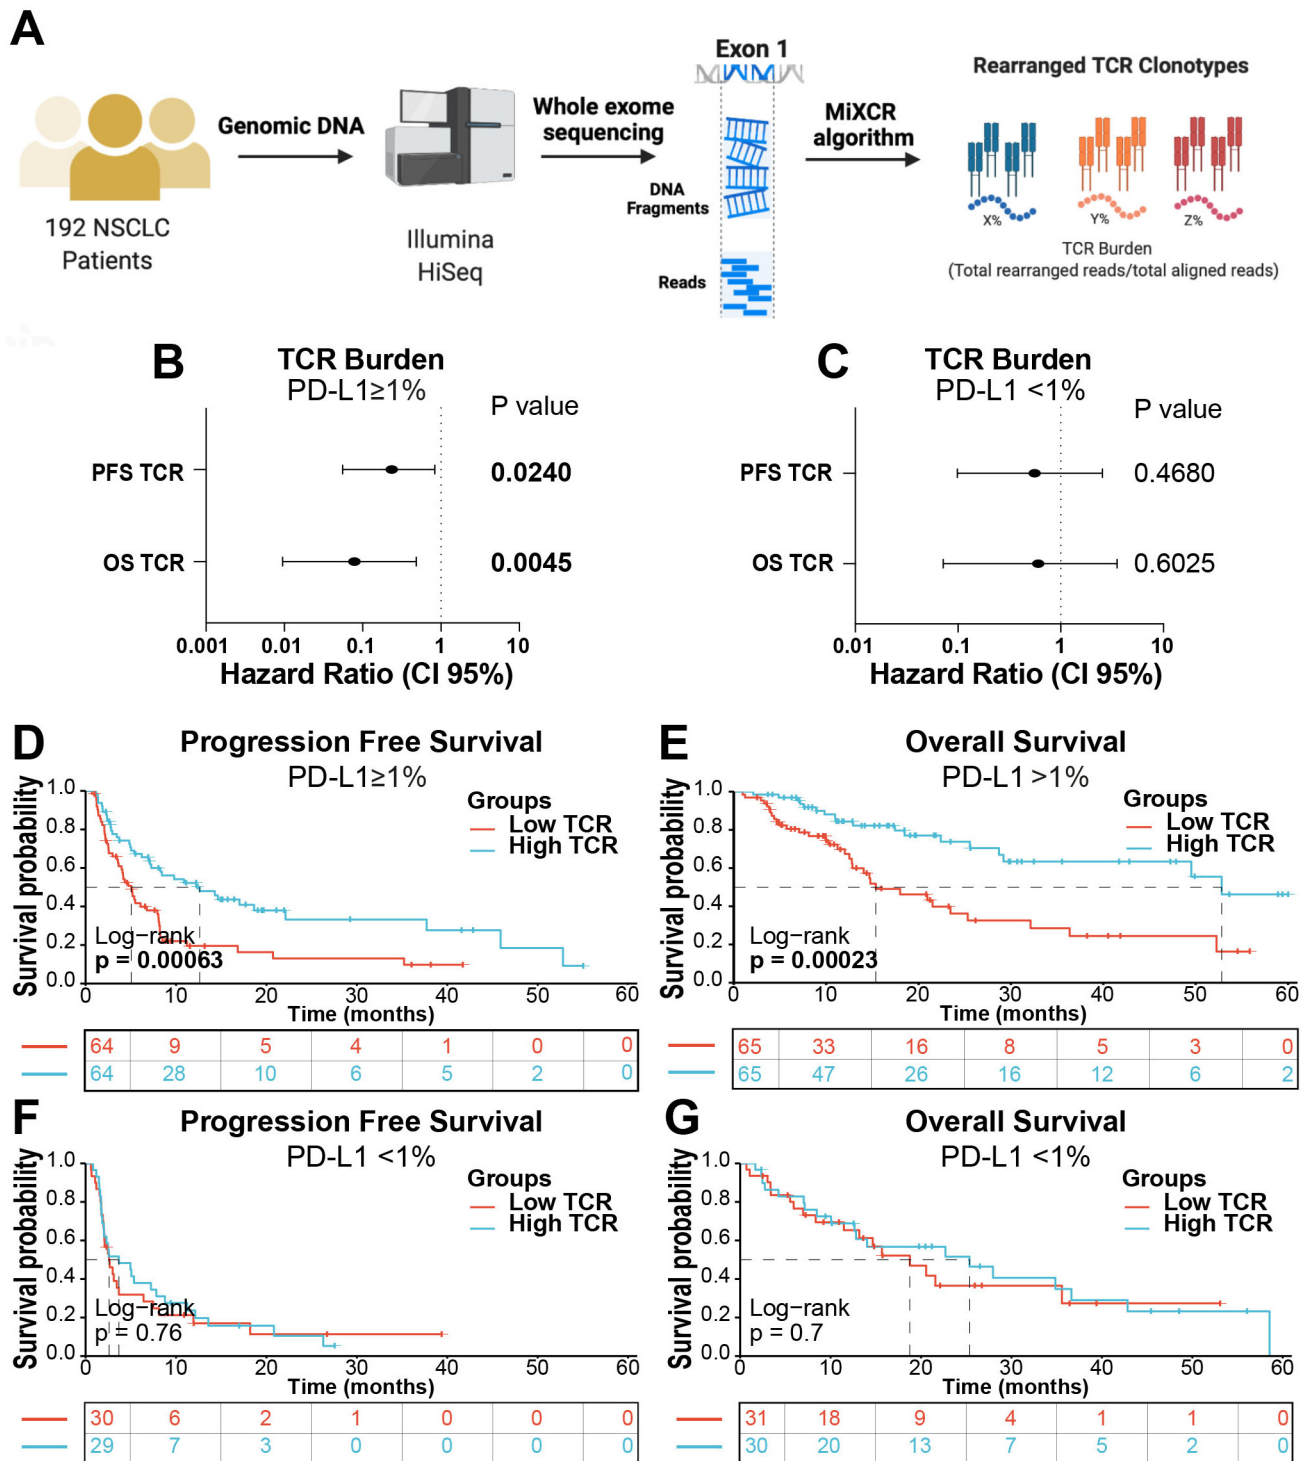 A
192 NSCLC
Patients
Genomic DNA
Illumina
HiSeq
Whole exome
sequencing
Exon 1
DNA
Fragments
Reads
MiXCR
algorithm
Rearranged TCR Clonotypes
X%
Y%
Z%
TCR Burden
(Total rearranged reads/total aligned reads)
B
TCR Burden
PD-L1≥1%
P value
PFS TCR
0.0240
OS TCR
0.0045
0.001 0.01 0.1 1 10
Hazard Ratio (CI 95%)
C
TCR Burden
PD-L1 <1%
P value
PFS TCR
0.4680
OS TCR
0.6025
0.01 0.1 1 10
Hazard Ratio (CI 95%)
D
Progression Free Survival
PD-L1≥1%
Survival probability
1.0
0.8
0.6
0.4
0.2
0.0
Groups
Low TCR
High TCR
Log-rank
p = 0.00063
0 10 20 30 40 50 60
Time (months)
64 9 5 4 1 0 0
64 28 10 6 5 2 0
E
Overall Survival
PD-L1 >1%
Survival probability
1.0
0.8
0.6
0.4
0.2
0.0
Groups
Low TCR
High TCR
Log-rank
p = 0.00023
0 10 20 30 40 50 60
Time (months)
65 33 16 8 5 3 0
65 47 26 16 12 6 2
F
Progression Free Survival
PD-L1 <1%
Survival probability
1.0
0.8
0.6
0.4
0.2
0.0
Groups
Low TCR
High TCR
Log-rank
p = 0.76
0 10 20 30 40 50 60
Time (months)
30 6 2 1 0 0 0
29 7 3 0 0 0 0
G
Overall Survival
PD-L1 <1%
Survival probability
1.0
0.8
0.6
0.4
0.2
0.0
Groups
Low TCR
High TCR
Log-rank
p = 0.7
0 10 20 30 40 50 60
Time (months)
31 18 9 4 1 1 0
30 20 13 7 5 2 0